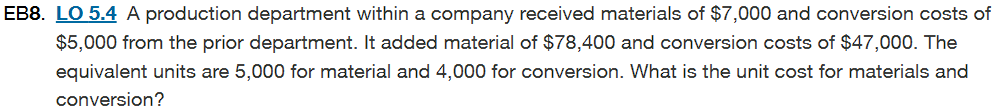 EB8. LO 5.4 A production department within a company received materials of $7,000 and conversion costs of
$5,000 from the prior department. It added material of $78,400 and conversion costs of $47,000. The
equivalent units are 5,000 for material and 4,000 for conversion. What is the unit cost for materials and
conversion?